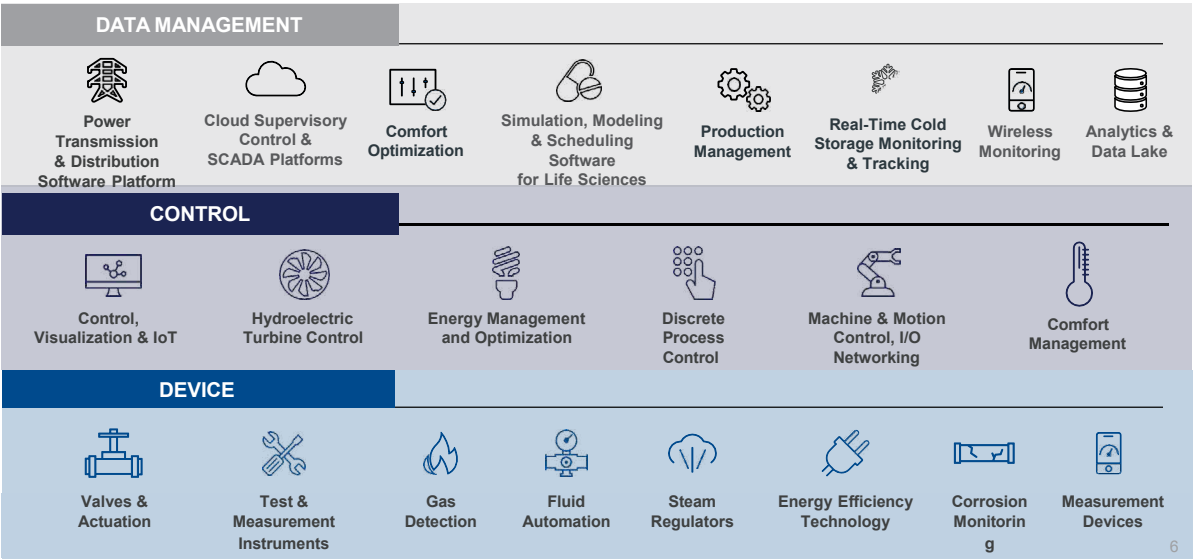 DATA MANAGEMENT
Power
Transmission
& Distribution
Software Platform
Cloud Supervisory
Control &
SCADA Platforms
Comfort
Optimization
Simulation, Modeling
& Scheduling
Software
for Life Sciences
Production
Management
Real-Time Cold
Storage Monitoring
& Tracking
Wireless
Monitoring
Analytics &
Data Lake
CONTROL
Control,
Visualization & IoT
Hydroelectric
Turbine Control
Energy Management
and Optimization
Discrete
Process
Control
Machine & Motion
Control, I/O
Networking
Comfort
Management
DEVICE
Valves &
Actuation
Test &
Measurement
Instruments
Gas
Detection
Fluid
Automation
Steam
Regulators
Energy Efficiency
Technology
Corrosion
Monitorin
g
Measurement
Devices
6